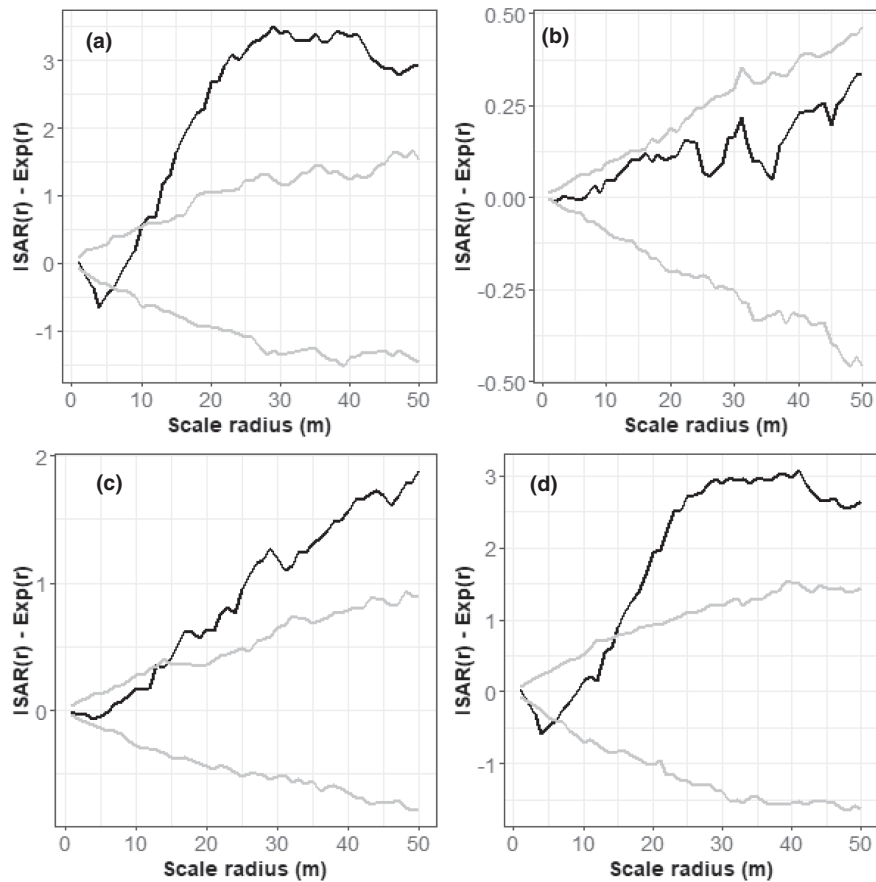 (a)
ISAR(r) - Exp(r)
3
2
1
0
-1
0 10 20 30 40 50
Scale radius (m)
(b)
ISAR(r) - Exp(r)
0.50
0.25
0.00
-0.25
-0.50
0 10 20 30 40 50
Scale radius (m)
(c)
ISAR(r) - Exp(r)
2
1
0
0 10 20 30 40 50
Scale radius (m)
(d)
ISAR(r) - Exp(r)
3
2
1
0
-1
0 10 20 30 40 50
Scale radius (m)